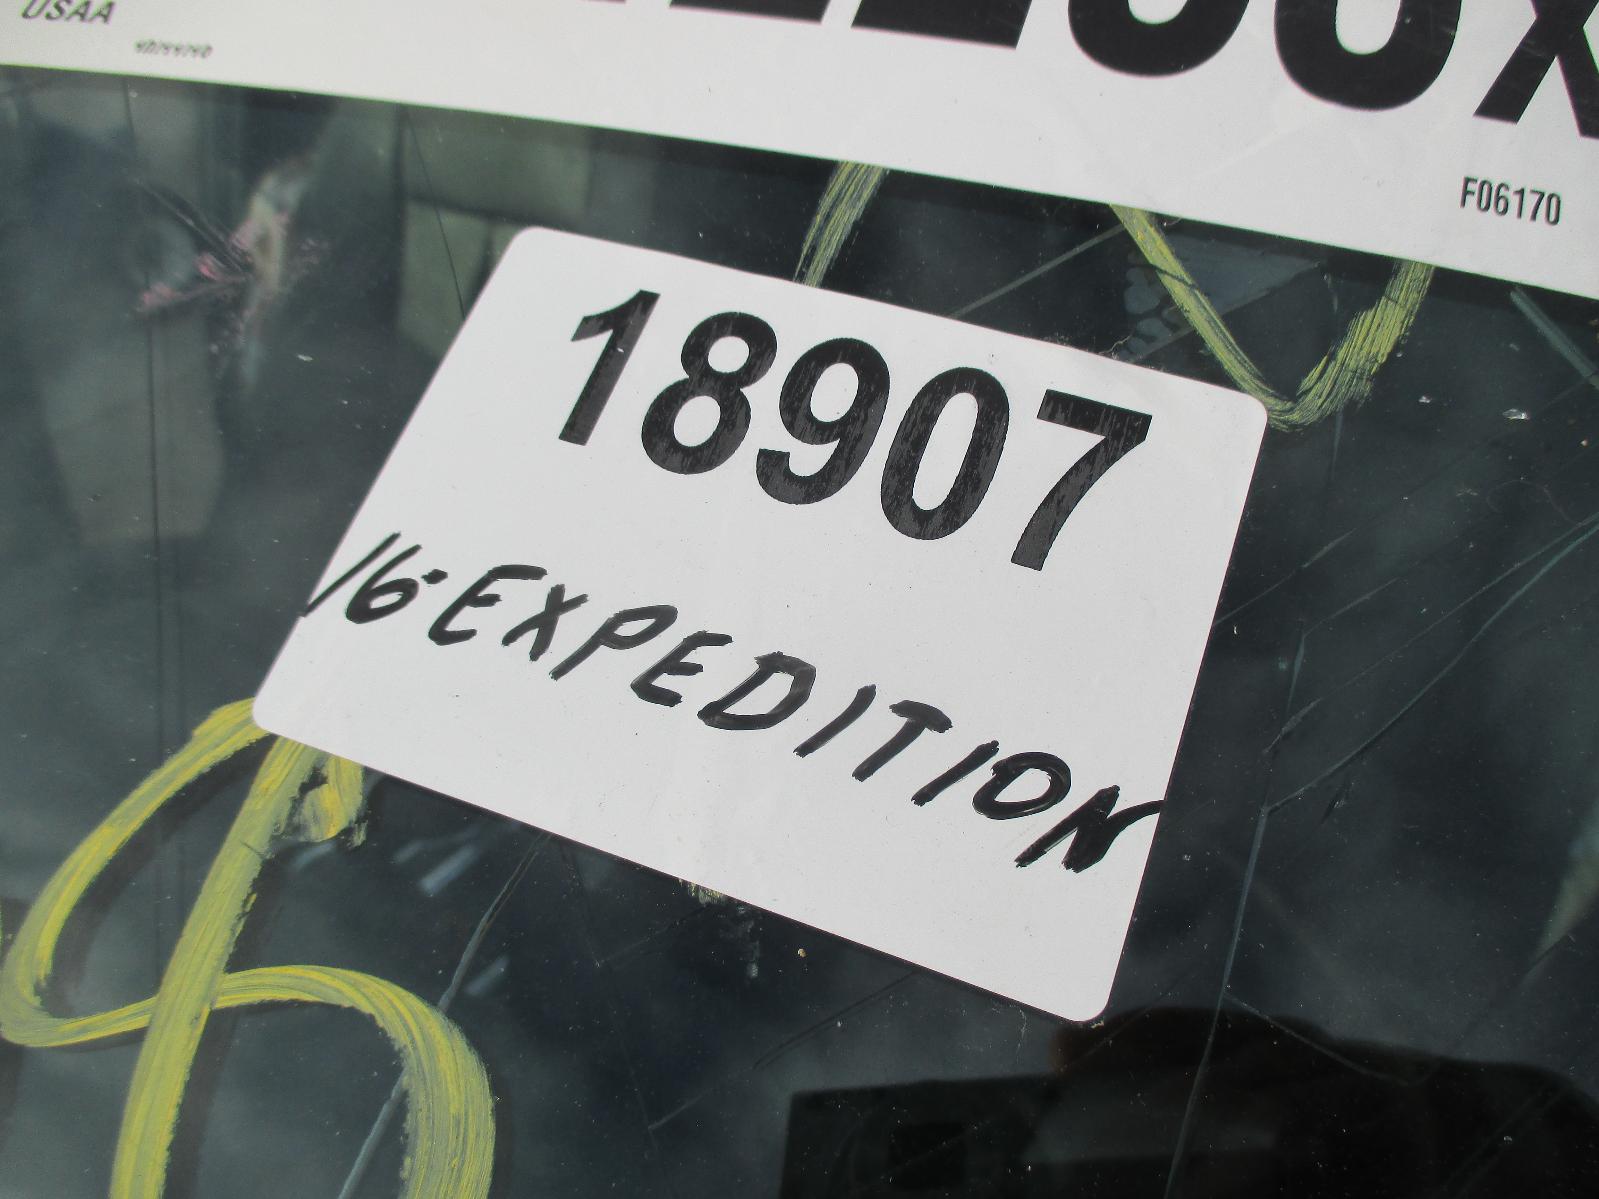 USAA
F06170
18907
16-EXPEDITION